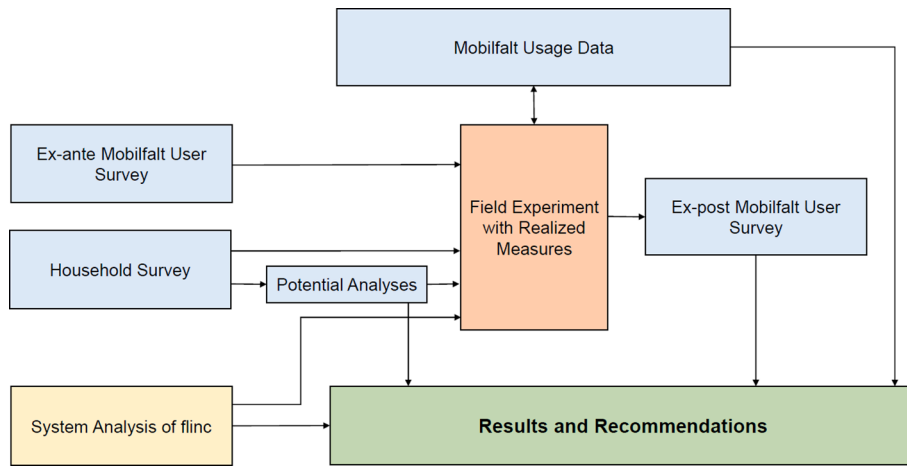 Mobilfalt Usage Data
Ex-ante Mobilfalt User
Survey
Field Experiment
with Realized
Measures
Ex-post Mobilfalt User
Survey
Household Survey
Potential Analyses
System Analysis of flinc
Results and Recommendations